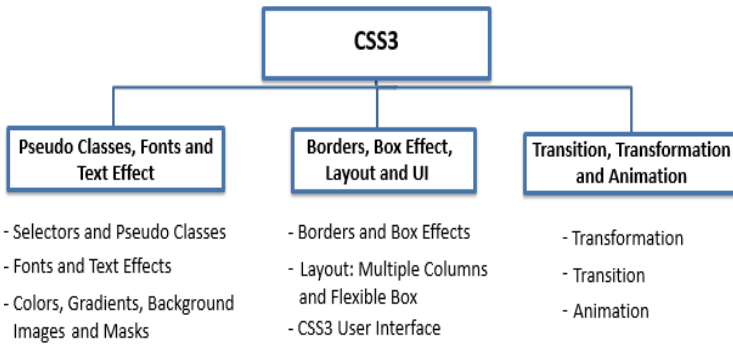 CSS3
Pseudo Classes, Fonts and
Text Effect
- Selectors and Pseudo Classes
- Fonts and Text Effects
- Colors, Gradients, Background
Images and Masks
Borders, Box Effect,
Layout and UI
- Borders and Box Effects
- Layout: Multiple Columns
and Flexible Box
- CSS3 User Interface
Transition, Transformation
and Animation
- Transformation
- Transition
- Animation